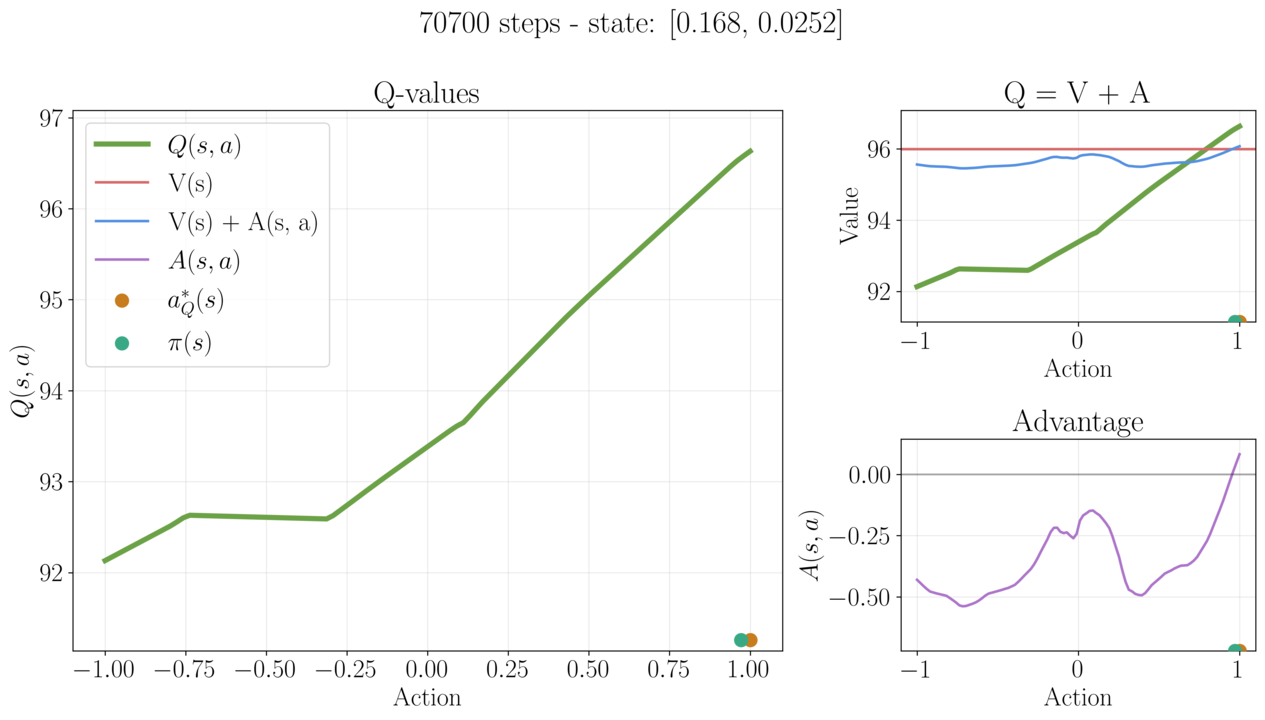 70700 steps - state: [0.168, 0.0252]
Q-values
97
96
95
94
93
92
Q(s, a)
Q(s, a)
V(s)
V(s) + A(s, a)
A(s, a)
a*Q(s)
π(s)
−1.00 −0.75 −0.50 −0.25 0.00 0.25 0.50 0.75 1.00
Action
Q = V + A
96
94
92
Value
−1 0 1
Action
Advantage
0.00
−0.25
−0.50
A(s, a)
−1 0 1
Action